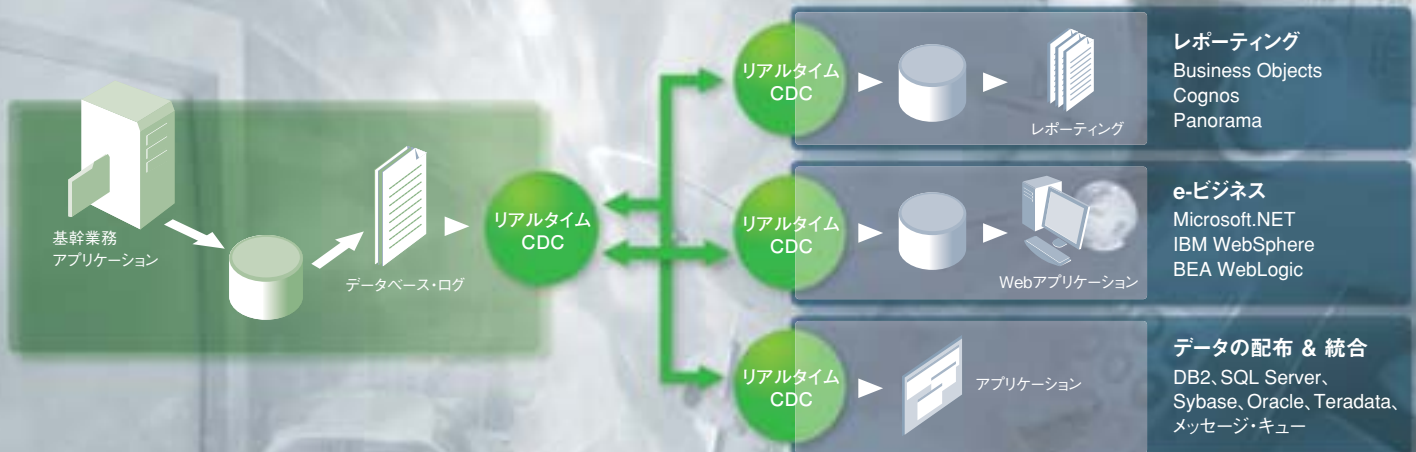 基幹業務
アプリケーション
データベース・ログ
リアルタイム
CDC
リアルタイム
CDC
レポーティング
レポーティング
Business Objects
Cognos
Panorama
リアルタイム
CDC
Webアプリケーション
e-ビジネス
Microsoft.NET
IBM WebSphere
BEA WebLogic
リアルタイム
CDC
アプリケーション
データの配布 & 統合
DB2、SQL Server、
Sybase、Oracle、Teradata、
メッセージ・キュー